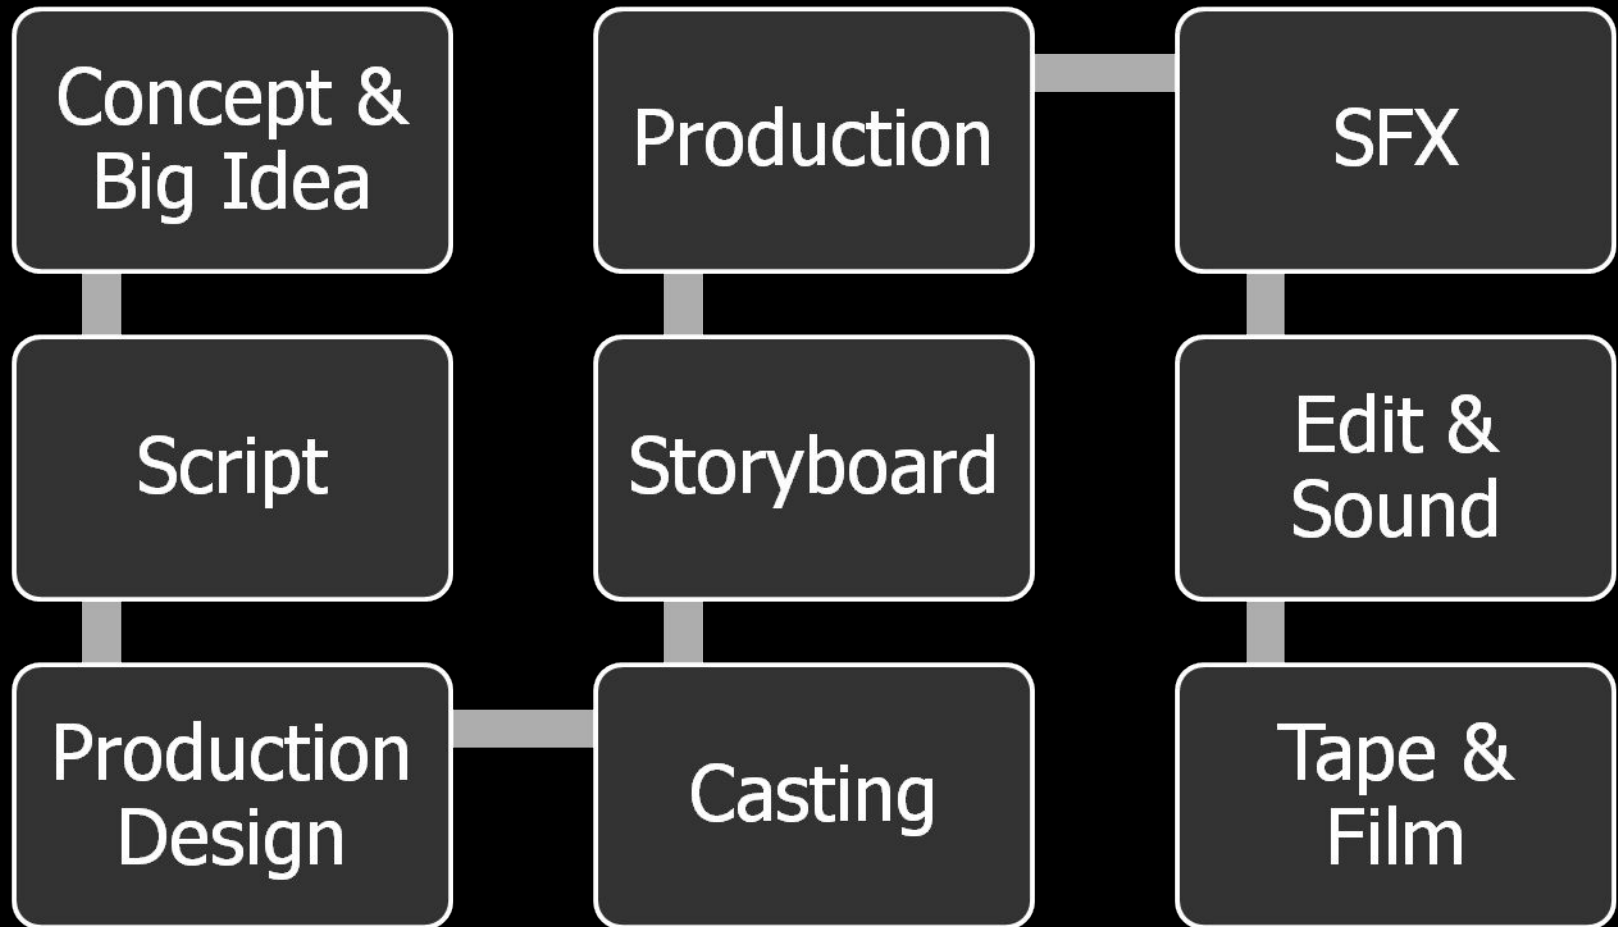 Concept &
Big Idea
Script
Production
Design
Casting
Storyboard
Production
SFX
Edit &
Sound
Tape &
Film